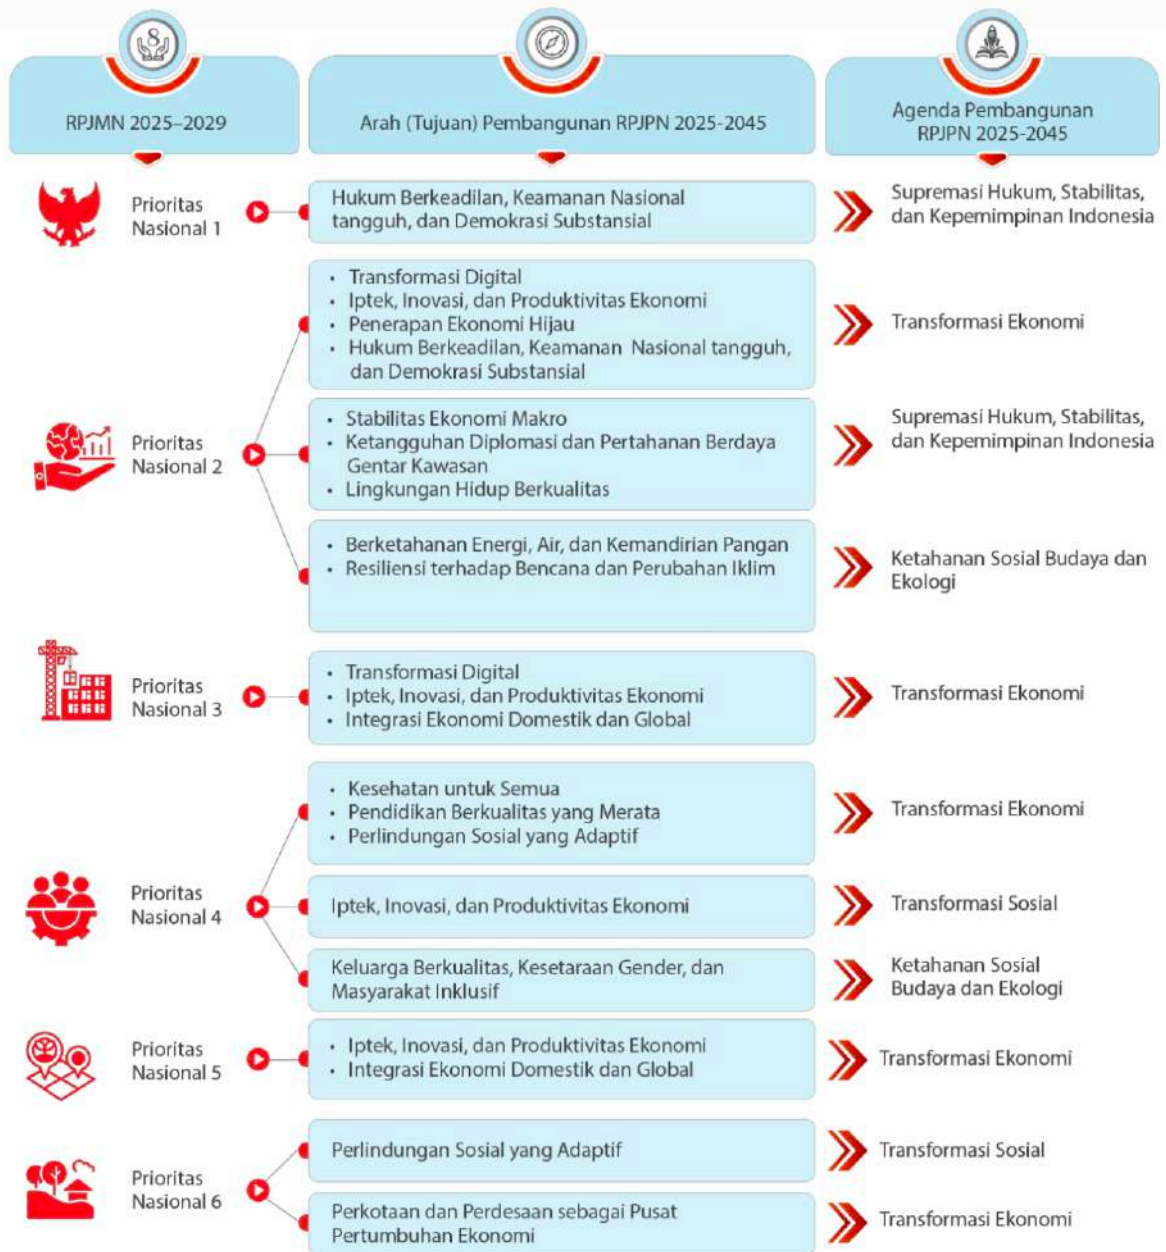 RPJMN 2025–2029
Arah (Tujuan) Pembangunan RPJPN 2025-2045
Agenda Pembangunan
RPJPN 2025-2045
Prioritas
Nasional 1
Hukum Berkeadilan, Keamanan Nasional
tangguh, dan Demokrasi Substansial
Supremasi Hukum, Stabilitas,
dan Kepemimpinan Indonesia
Prioritas
Nasional 2
• Transformasi Digital
• Iptek, Inovasi, dan Produktivitas Ekonomi
• Penerapan Ekonomi Hijau
• Hukum Berkeadilan, Keamanan Nasional tangguh,
dan Demokrasi Substansial
Transformasi Ekonomi
• Stabilitas Ekonomi Makro
• Ketangguhan Diplomasi dan Pertahanan Berdaya
Gentar Kawasan
• Lingkungan Hidup Berkualitas
Supremasi Hukum, Stabilitas,
dan Kepemimpinan Indonesia
• Berketahanan Energi, Air, dan Kemandirian Pangan
• Resiliensi terhadap Bencana dan Perubahan Iklim
Ketahanan Sosial Budaya dan
Ekologi
Prioritas
Nasional 3
• Transformasi Digital
• Iptek, Inovasi, dan Produktivitas Ekonomi
• Integrasi Ekonomi Domestik dan Global
Transformasi Ekonomi
Prioritas
Nasional 4
• Kesehatan untuk Semua
• Pendidikan Berkualitas yang Merata
• Perlindungan Sosial yang Adaptif
Transformasi Ekonomi
Iptek, Inovasi, dan Produktivitas Ekonomi
Transformasi Sosial
Keluarga Berkualitas, Kesetaraan Gender, dan
Masyarakat Inklusif
Ketahanan Sosial
Budaya dan Ekologi
Prioritas
Nasional 5
• Iptek, Inovasi, dan Produktivitas Ekonomi
• Integrasi Ekonomi Domestik dan Global
Transformasi Ekonomi
Prioritas
Nasional 6
Perlindungan Sosial yang Adaptif
Transformasi Sosial
Perkotaan dan Perdesaan sebagai Pusat
Pertumbuhan Ekonomi
Transformasi Ekonomi